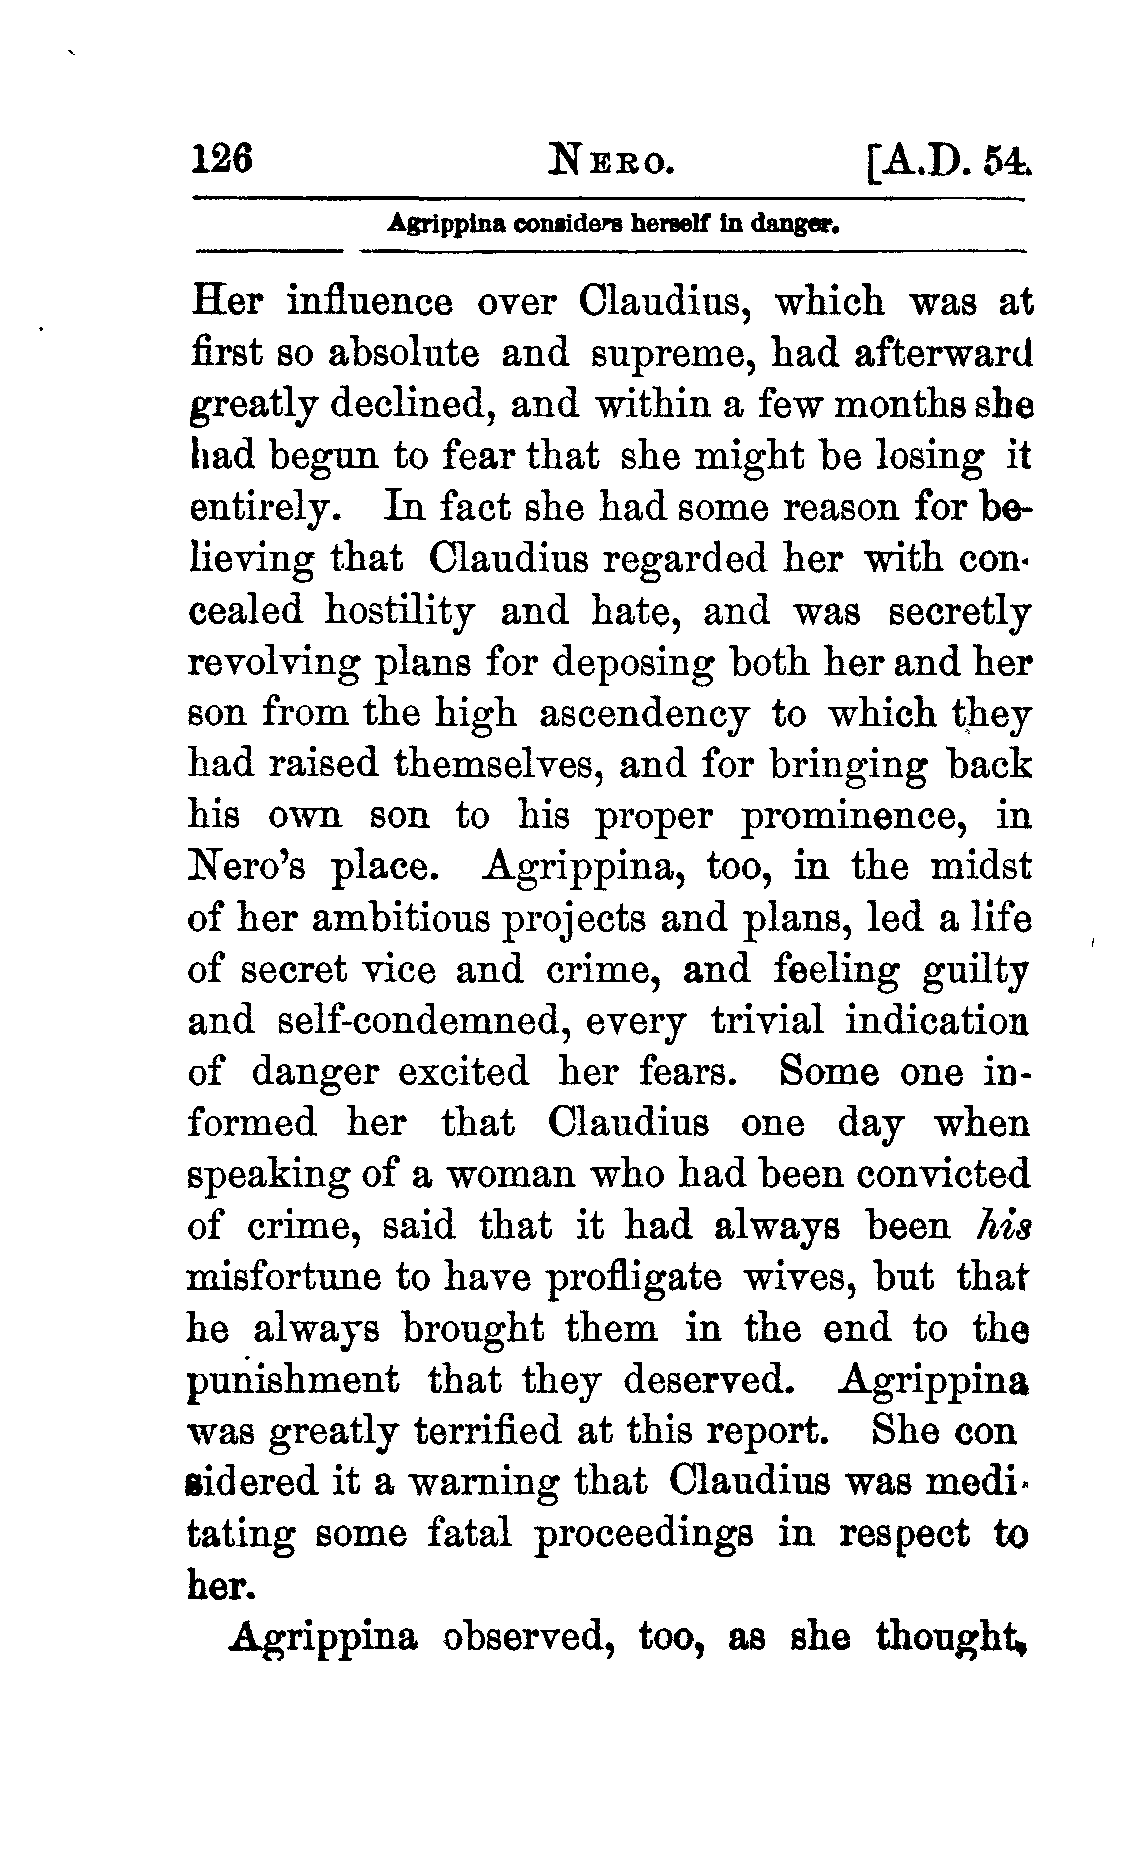 126 NERO. [A.D. 54.
Agrippina considers herself in danger.
Her influence over Claudius, which was at
first so absolute and supreme, had afterward
greatly declined, and within a few months she
had begun to fear that she might be losing it
entirely. In fact she had some reason for be-
lieving that Claudius regarded her with con-
cealed hostility and hate, and was secretly
revolving plans for deposing both her and her
son from the high ascendency to which they
had raised themselves, and for bringing back
his own son to his proper prominence, in
Nero's place. Agrippina, too, in the midst
of her ambitious projects and plans, led a life
of secret vice and crime, and feeling guilty
and self-condemned, every trivial indication
of danger excited her fears. Some one in-
formed her that Claudius one day when
speaking of a woman who had been convicted
of crime, said that it had always been his
misfortune to have profligate wives, but that
he always brought them in the end to the
punishment that they deserved. Agrippina
was greatly terrified at this report. She con
sidered it a warning that Claudius was medi-
tating some fatal proceedings in respect to
her.
Agrippina observed, too, as she thought,